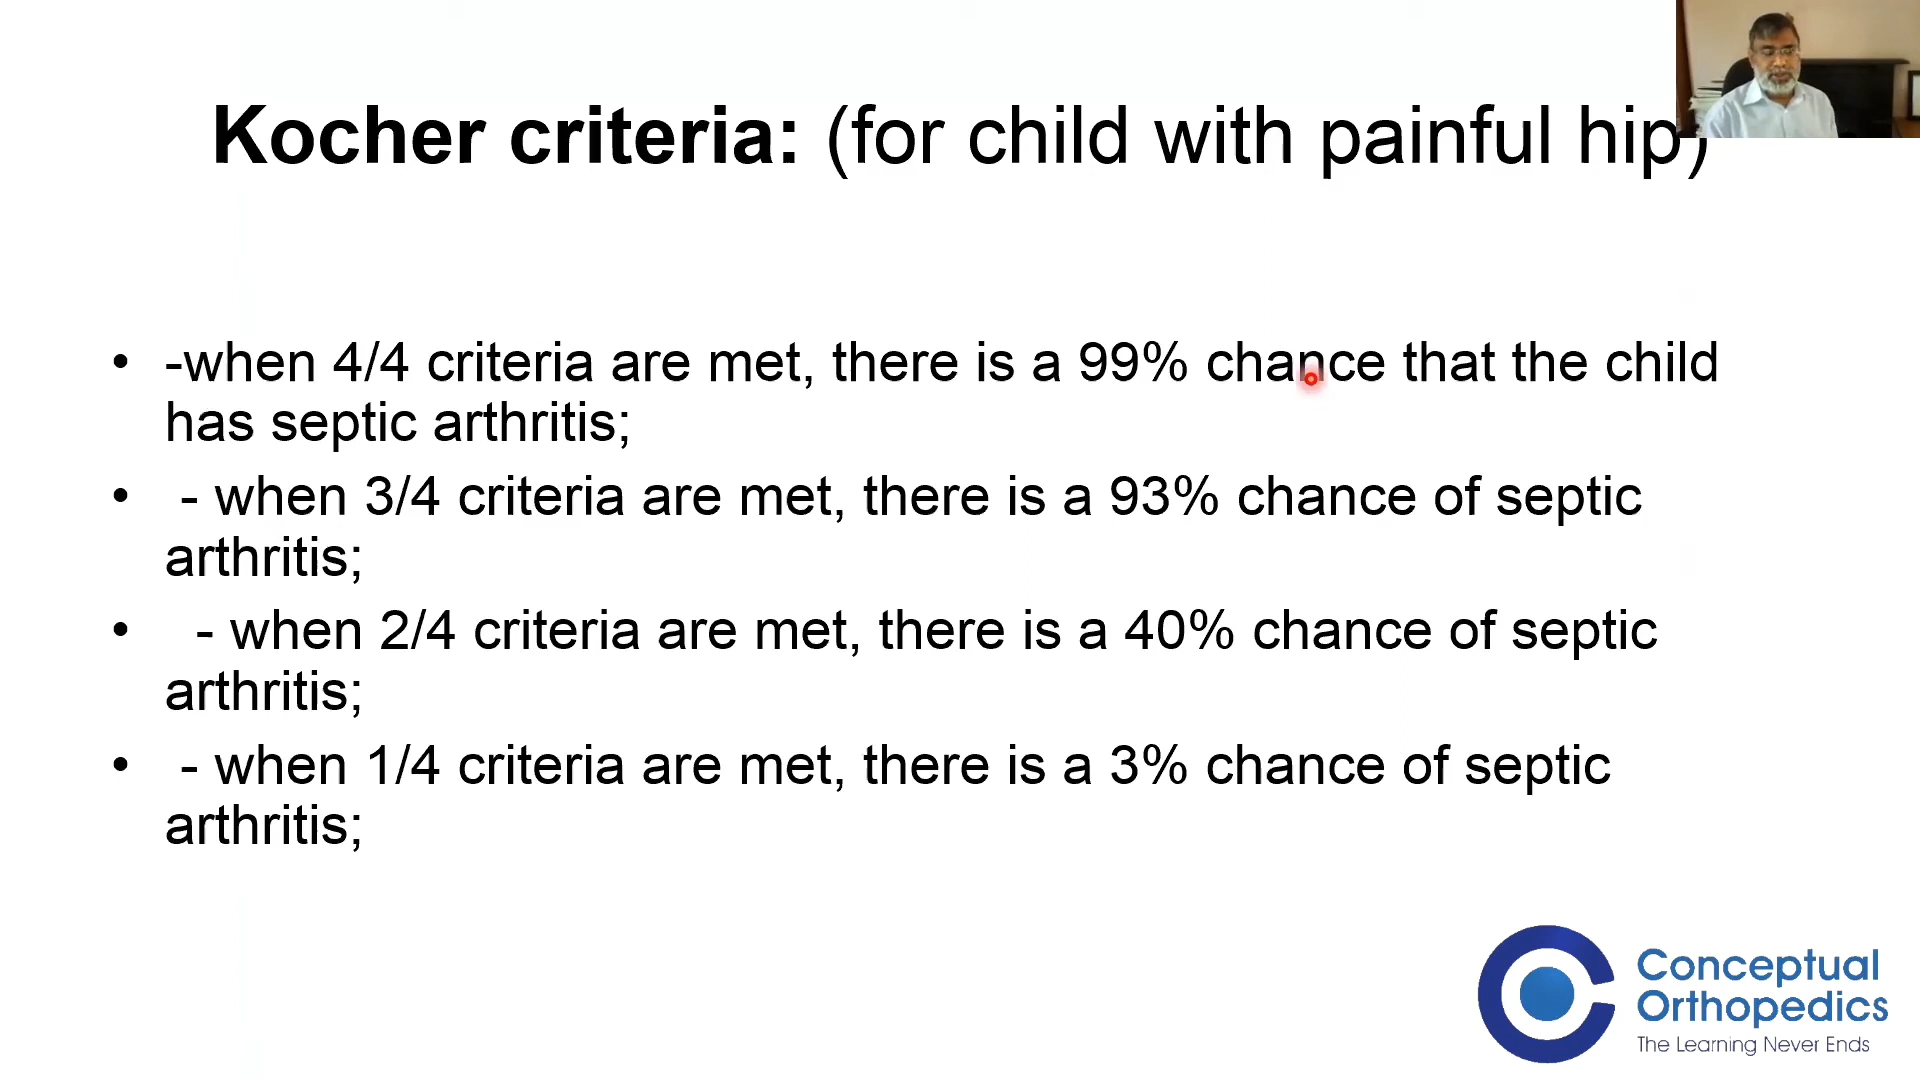 Kocher criteria: (for child with painful hip)
• -when 4/4 criteria are met, there is a 99% chance that the child
has septic arthritis;
• - when 3/4 criteria are met, there is a 93% chance of septic
arthritis;
• - when 2/4 criteria are met, there is a 40% chance of septic
arthritis;
• - when 1/4 criteria are met, there is a 3% chance of septic
arthritis;
Conceptual
Orthopedics
The Learning Never Ends